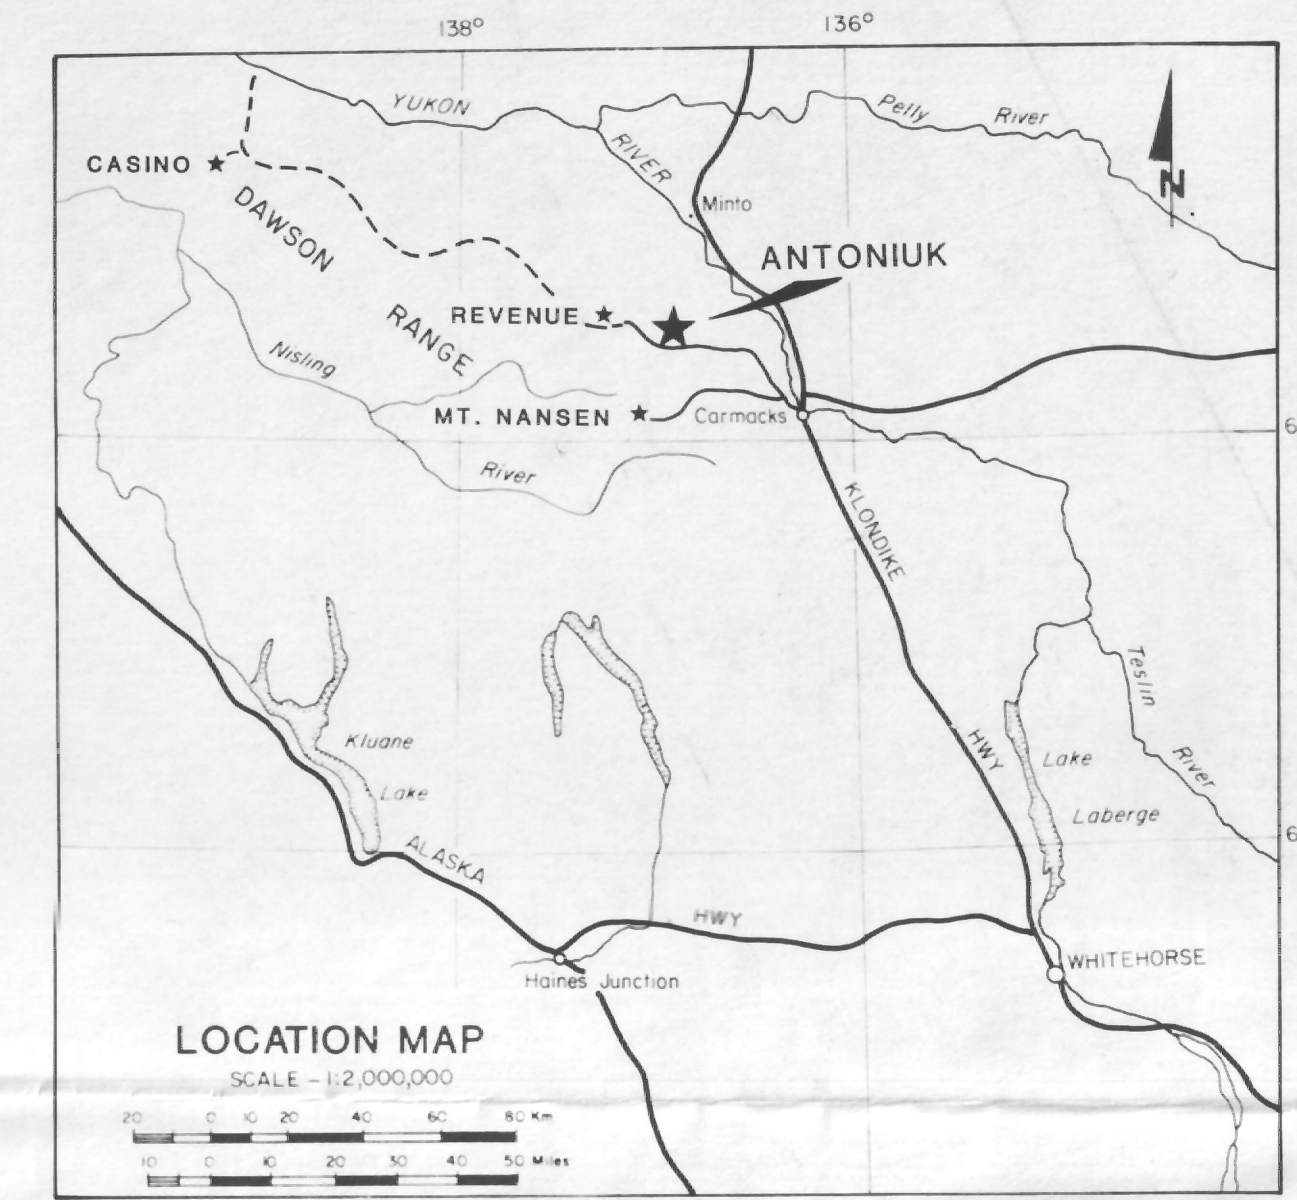 138° 136°
YUKON
RIVER
Pelly River
CASINO
DAWSON
RANGE
N
Minto
ANTONIUK
REVENUE
Nisling
River
MT. NANSEN
Carmacks
6
KLONDIKE
HWY
Teslin
River
Kluane
Lake
Lake
Laberge
6
ALASKA
HWY
WHITEHORSE
Haines Junction
LOCATION MAP
SCALE – 1:2,000,000
20 0 10 20 40 60 80 Km
10 0 10 20 30 40 50 Miles